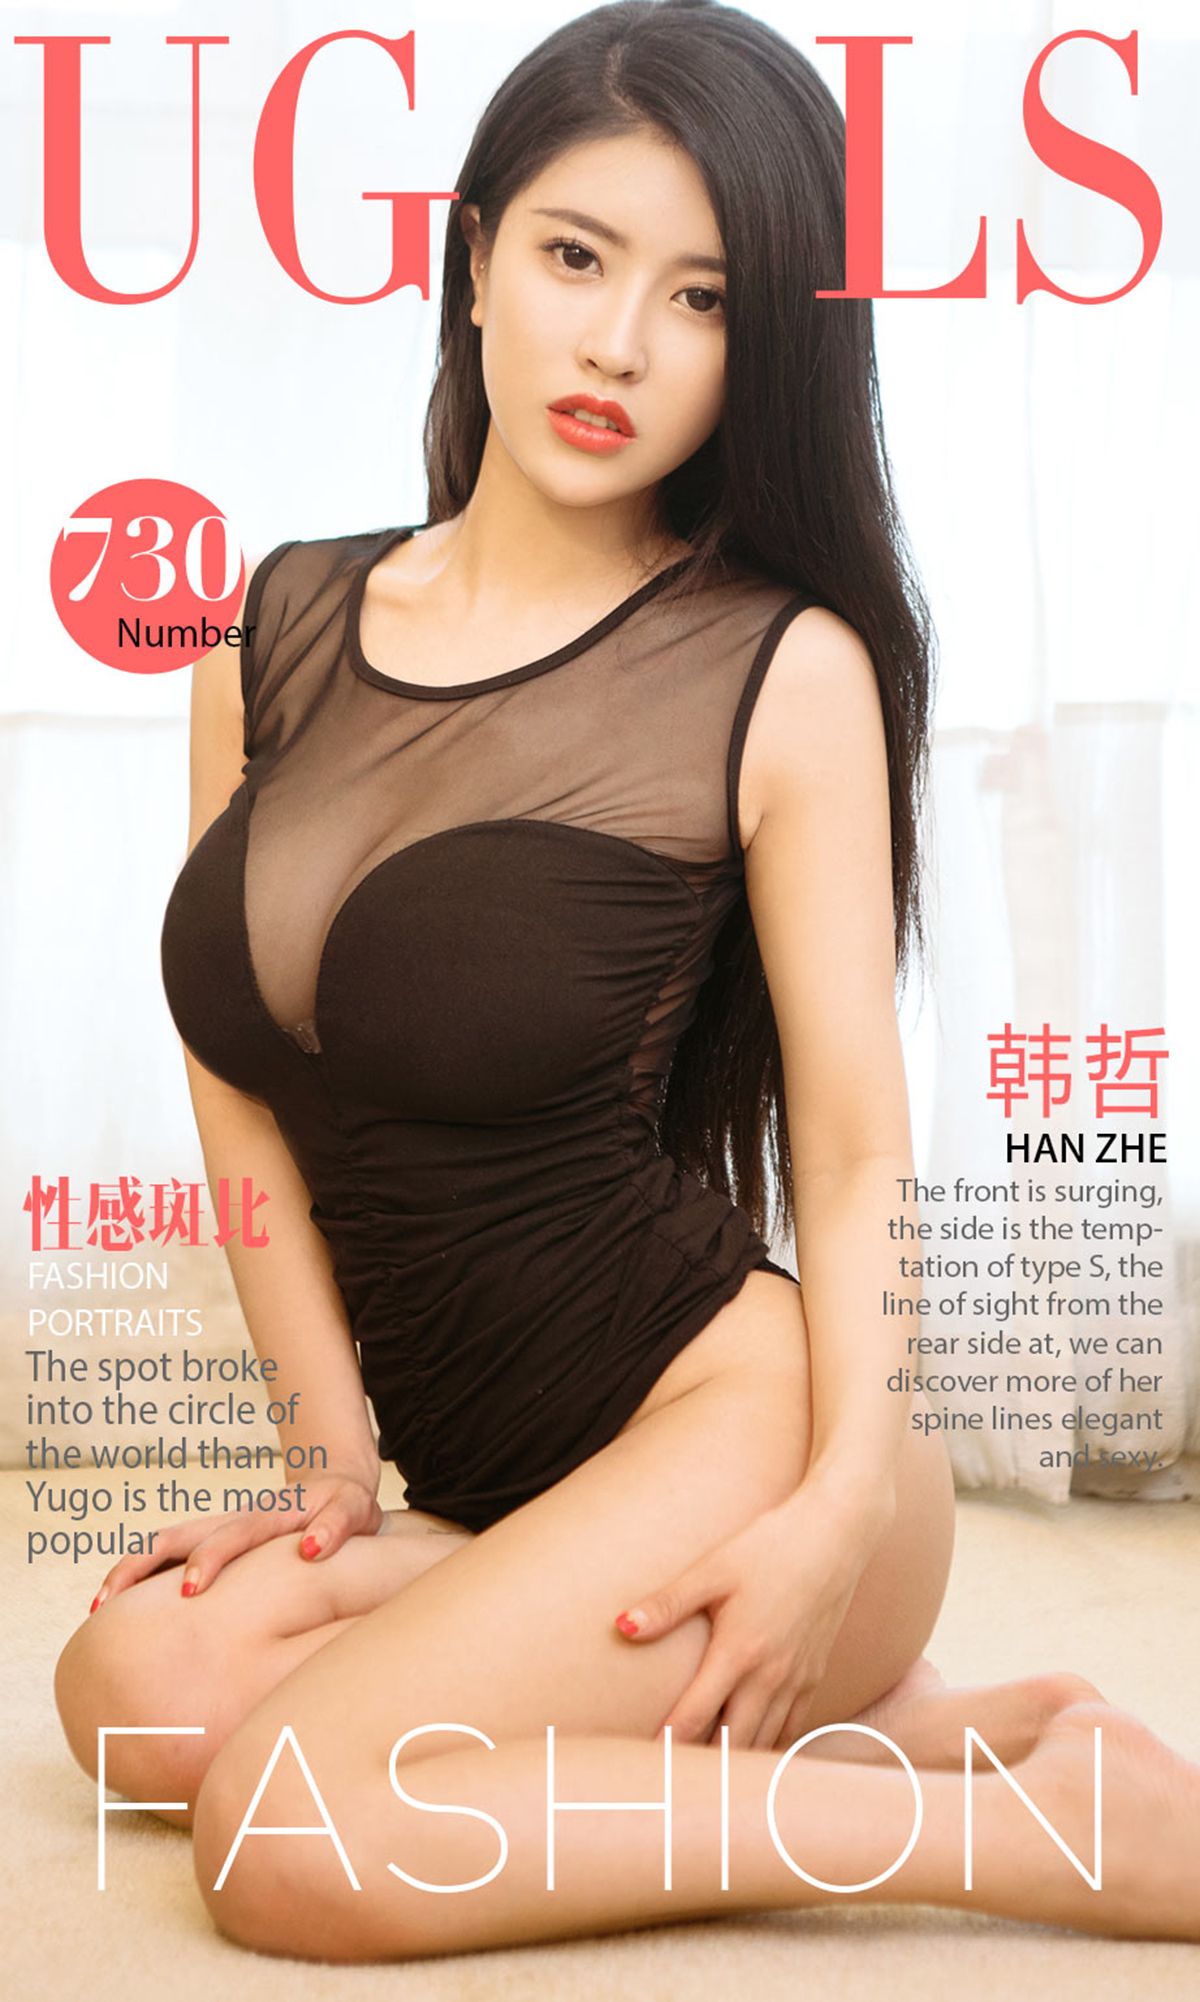 UG LS
730
Number
韩哲
HAN ZHE
The front is surging,
the side is the temp-
tation of type S, the
line of sight from the
rear side at, we can
discover more of her
spine lines elegant
and sexy.
性感斑比
FASHION
PORTRAITS
The spot broke
into the circle of
the world than on
Yugo is the most
popular
FASHION